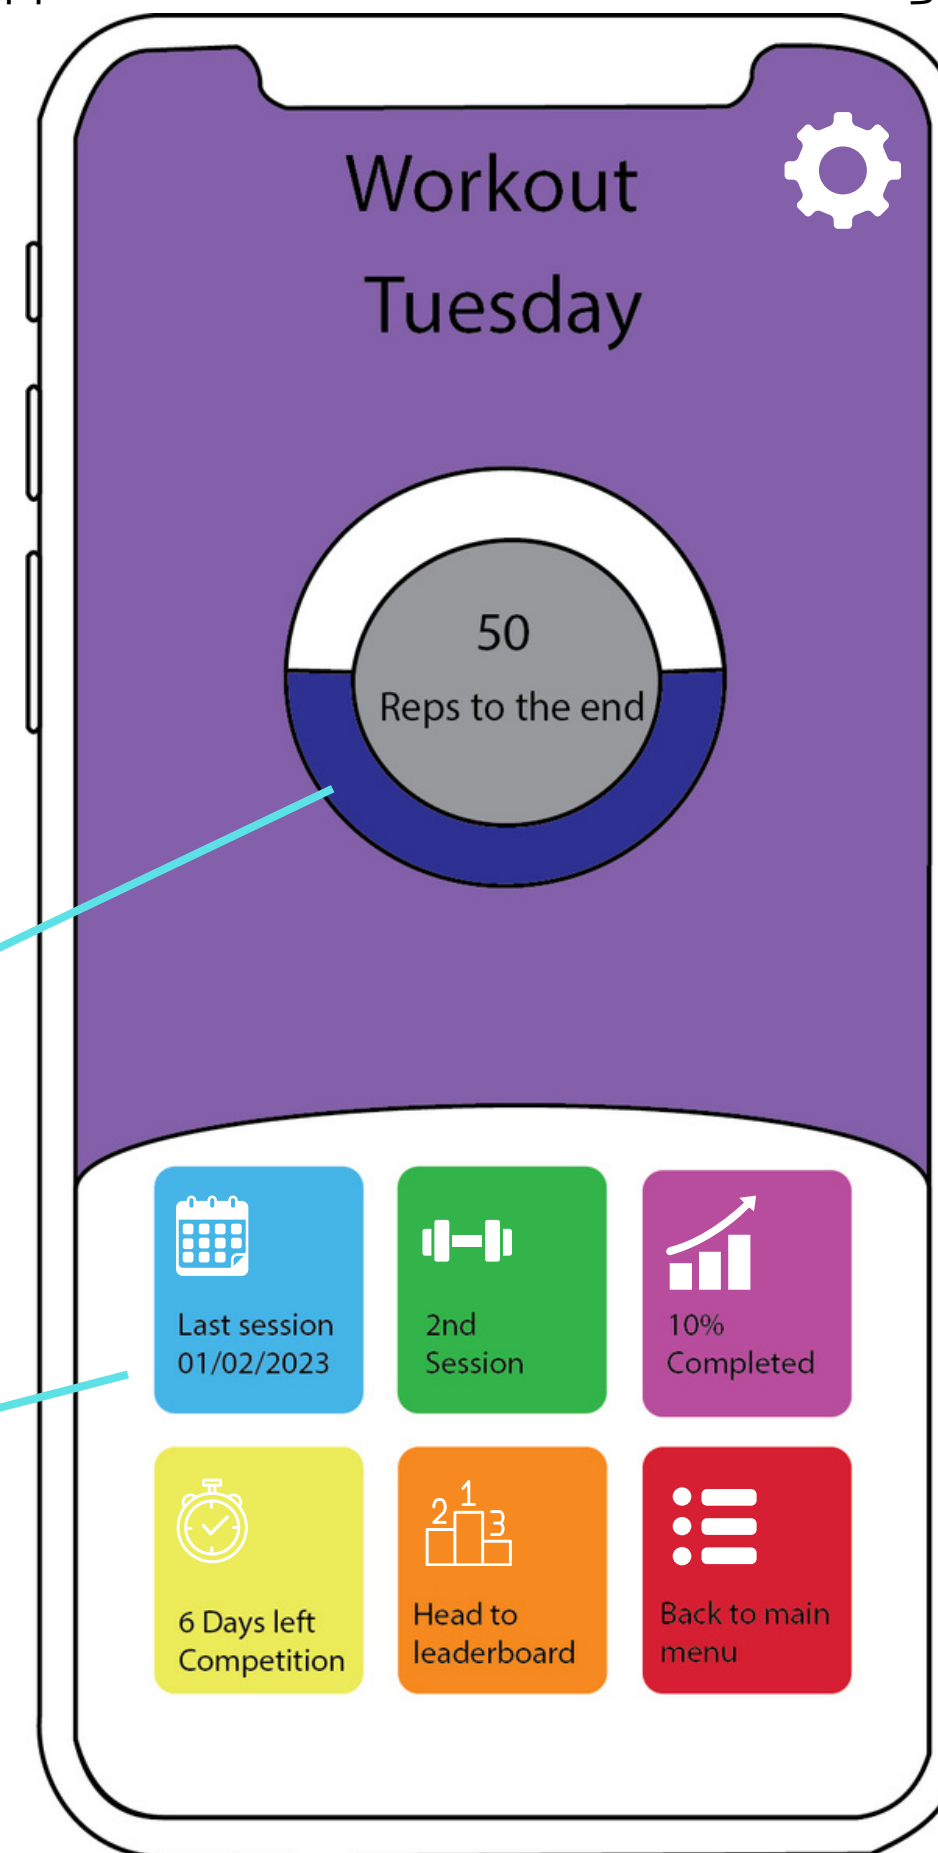 Workout
Tuesday
50
Reps to the end
Last session
01/02/2023
2nd
Session
10%
Completed
6 Days left
Competition
2 1 3
Head to
leaderboard
Back to main
menu